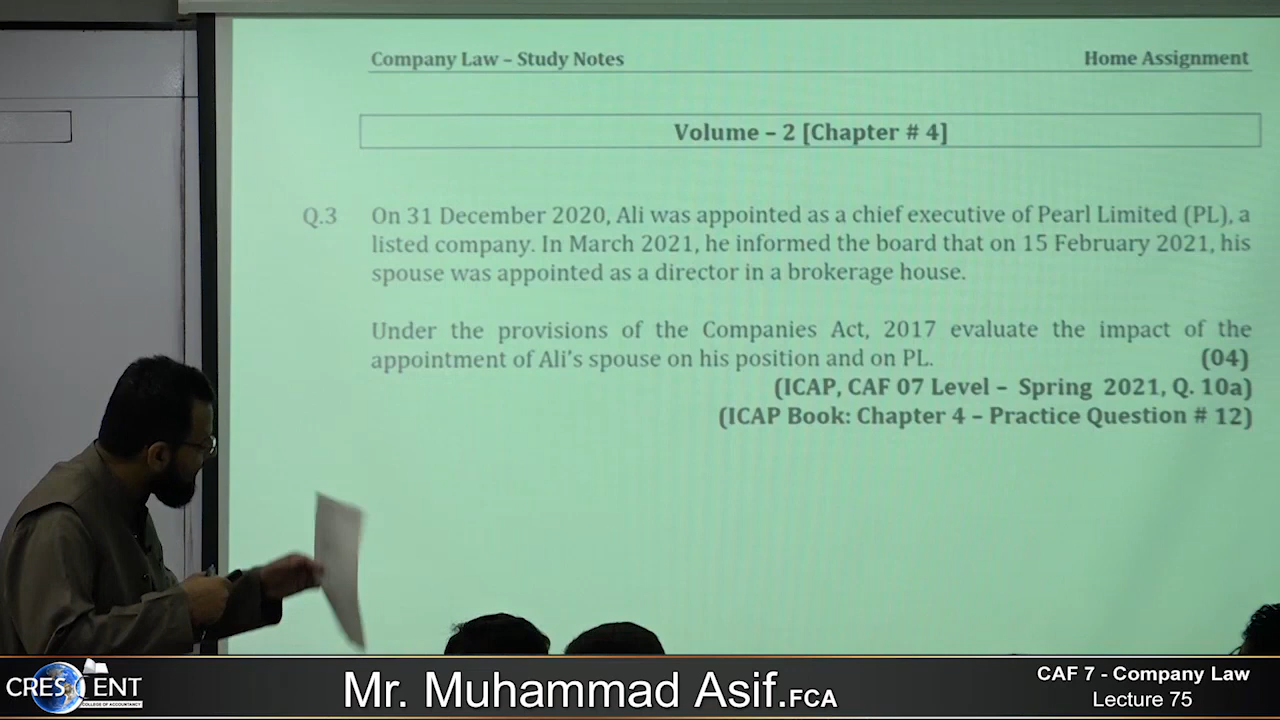 Company Law – Study Notes Home Assignment
Volume – 2 [Chapter # 4]
Q.3 On 31 December 2020, Ali was appointed as a chief executive of Pearl Limited (PL), a
listed company. In March 2021, he informed the board that on 15 February 2021, his
spouse was appointed as a director in a brokerage house.
Under the provisions of the Companies Act, 2017 evaluate the impact of the
appointment of Ali's spouse on his position and on PL. (04)
(ICAP, CAF 07 Level – Spring 2021, Q. 10a)
(ICAP Book: Chapter 4 – Practice Question # 12)
CRESCENT
COLLEGE OF ACCOUNTANCY
Mr. Muhammad Asif.FCA
CAF 7 - Company Law
Lecture 75